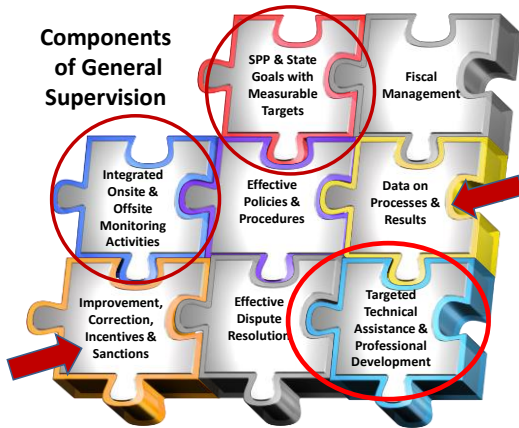 Components
of General
Supervision
SPP & State
Goals with
Measurable
Targets
Fiscal
Management
Integrated
Onsite &
Offsite
Monitoring
Activities
Effective
Policies &
Procedures
Data on
Processes &
Results
Improvement,
Correction,
Incentives &
Sanctions
Effective
Dispute
Resolution
Targeted
Technical
Assistance &
Professional
Development